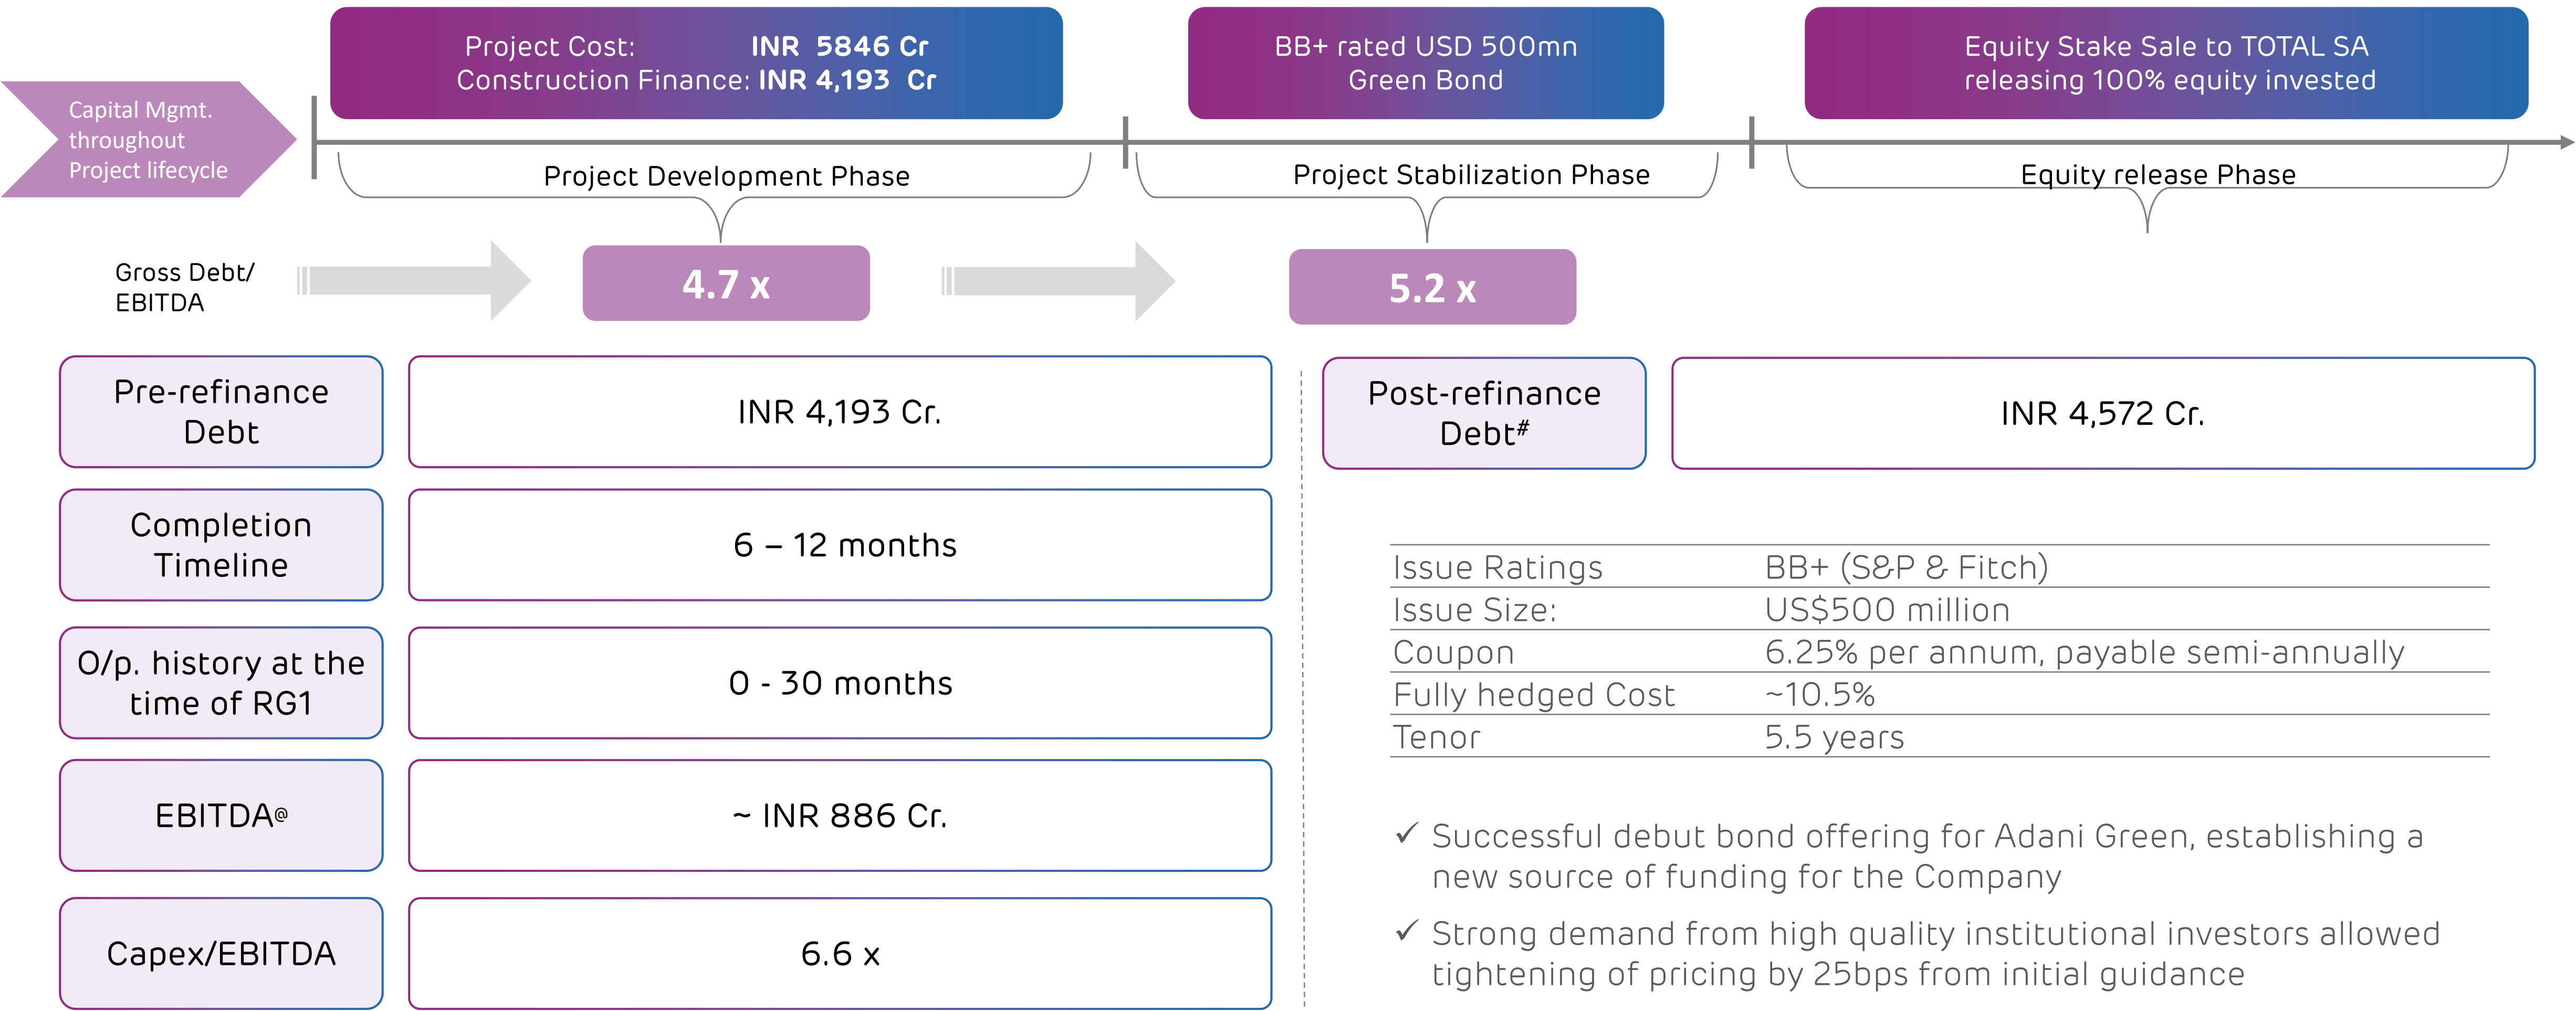 Project Cost: INR 5846 Cr
Construction Finance: INR 4,193 Cr
BB+ rated USD 500mn
Green Bond
Equity Stake Sale to TOTAL SA
releasing 100% equity invested
Capital Mgmt.
throughout
Project lifecycle
Project Development Phase
Project Stabilization Phase
Equity release Phase
Gross Debt/
EBITDA
4.7 x
5.2 x
Pre-refinance
Debt
INR 4,193 Cr.
Post-refinance
Debt#
INR 4,572 Cr.
Completion
Timeline
6 – 12 months
O/p. history at the
time of RG1
0 - 30 months
EBITDA@
~ INR 886 Cr.
Capex/EBITDA
6.6 x
Issue Ratings BB+ (S&P & Fitch)
Issue Size: US$500 million
Coupon 6.25% per annum, payable semi-annually
Fully hedged Cost ~10.5%
Tenor 5.5 years
✓ Successful debut bond offering for Adani Green, establishing a
new source of funding for the Company
✓ Strong demand from high quality institutional investors allowed
tightening of pricing by 25bps from initial guidance